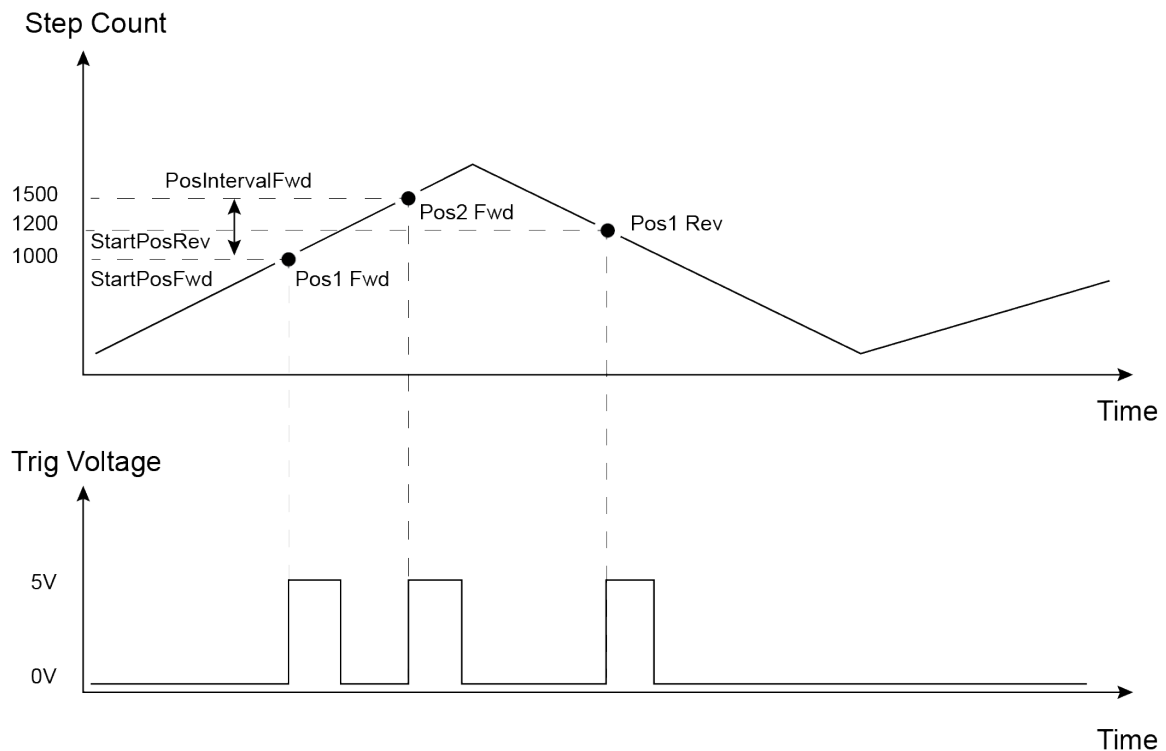 Step Count
PosIntervalFwd
1500
Pos2 Fwd
1200
Pos1 Rev
StartPosRev
1000
StartPosFwd
Pos1 Fwd
Time
Trig Voltage
5V
0V
Time